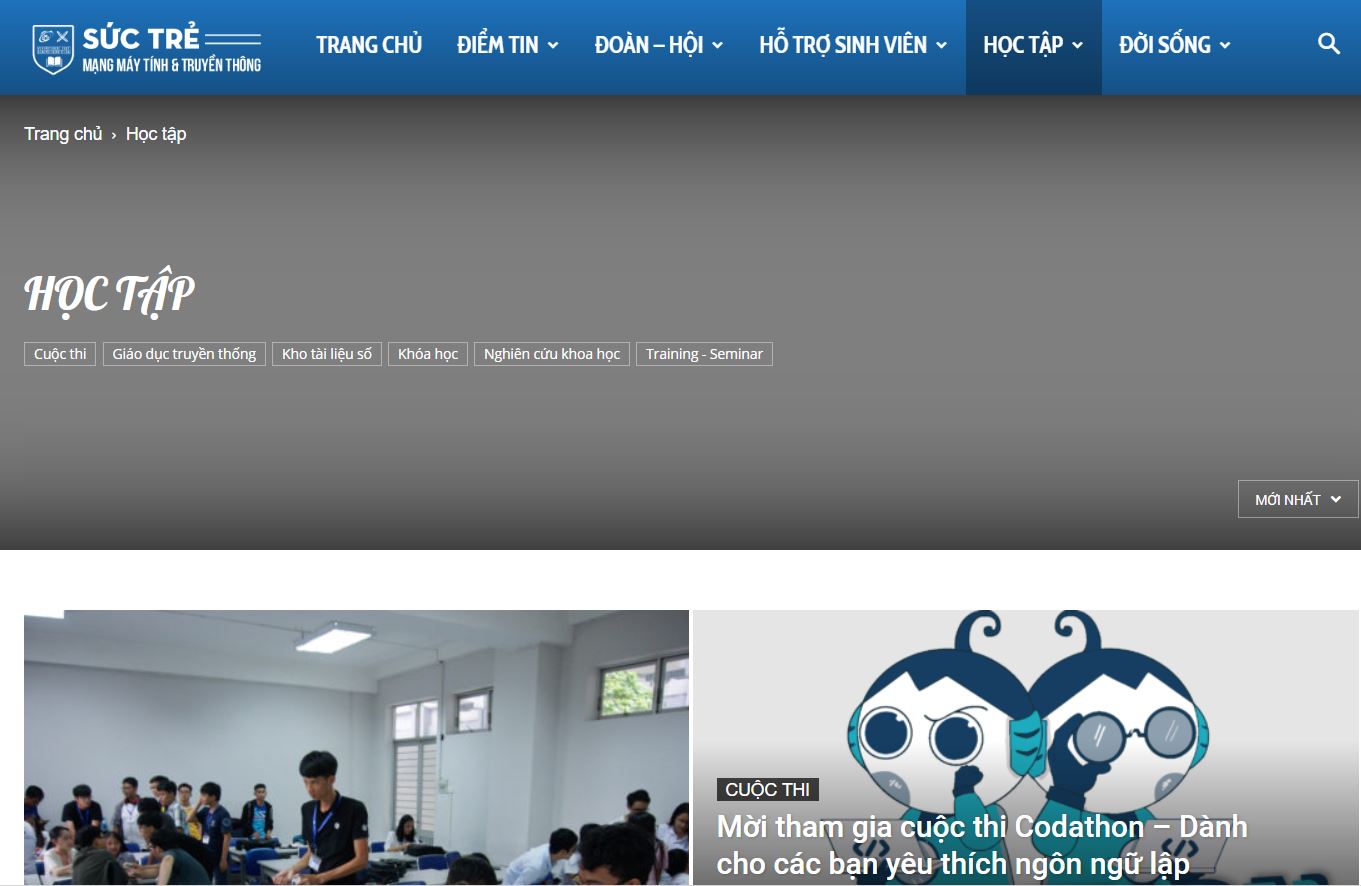 SỨC TRẺ
MẠNG MÁY TÍNH & TRUYỀN THÔNG
TRANG CHỦ ĐIỂM TIN ĐOÀN – HỘI HỖ TRỢ SINH VIÊN HỌC TẬP ĐỜI SỐNG
Trang chủ › Học tập
HỌC TẬP
Cuộc thi Giáo dục truyền thống Kho tài liệu số Khóa học Nghiên cứu khoa học Training - Seminar
MỚI NHẤT
CUỘC THI
Mời tham gia cuộc thi Codathon – Dành
cho các bạn yêu thích ngôn ngữ lập